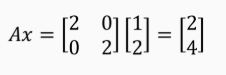 Ax = [2 0
0 2] [1
2] = [2
4]